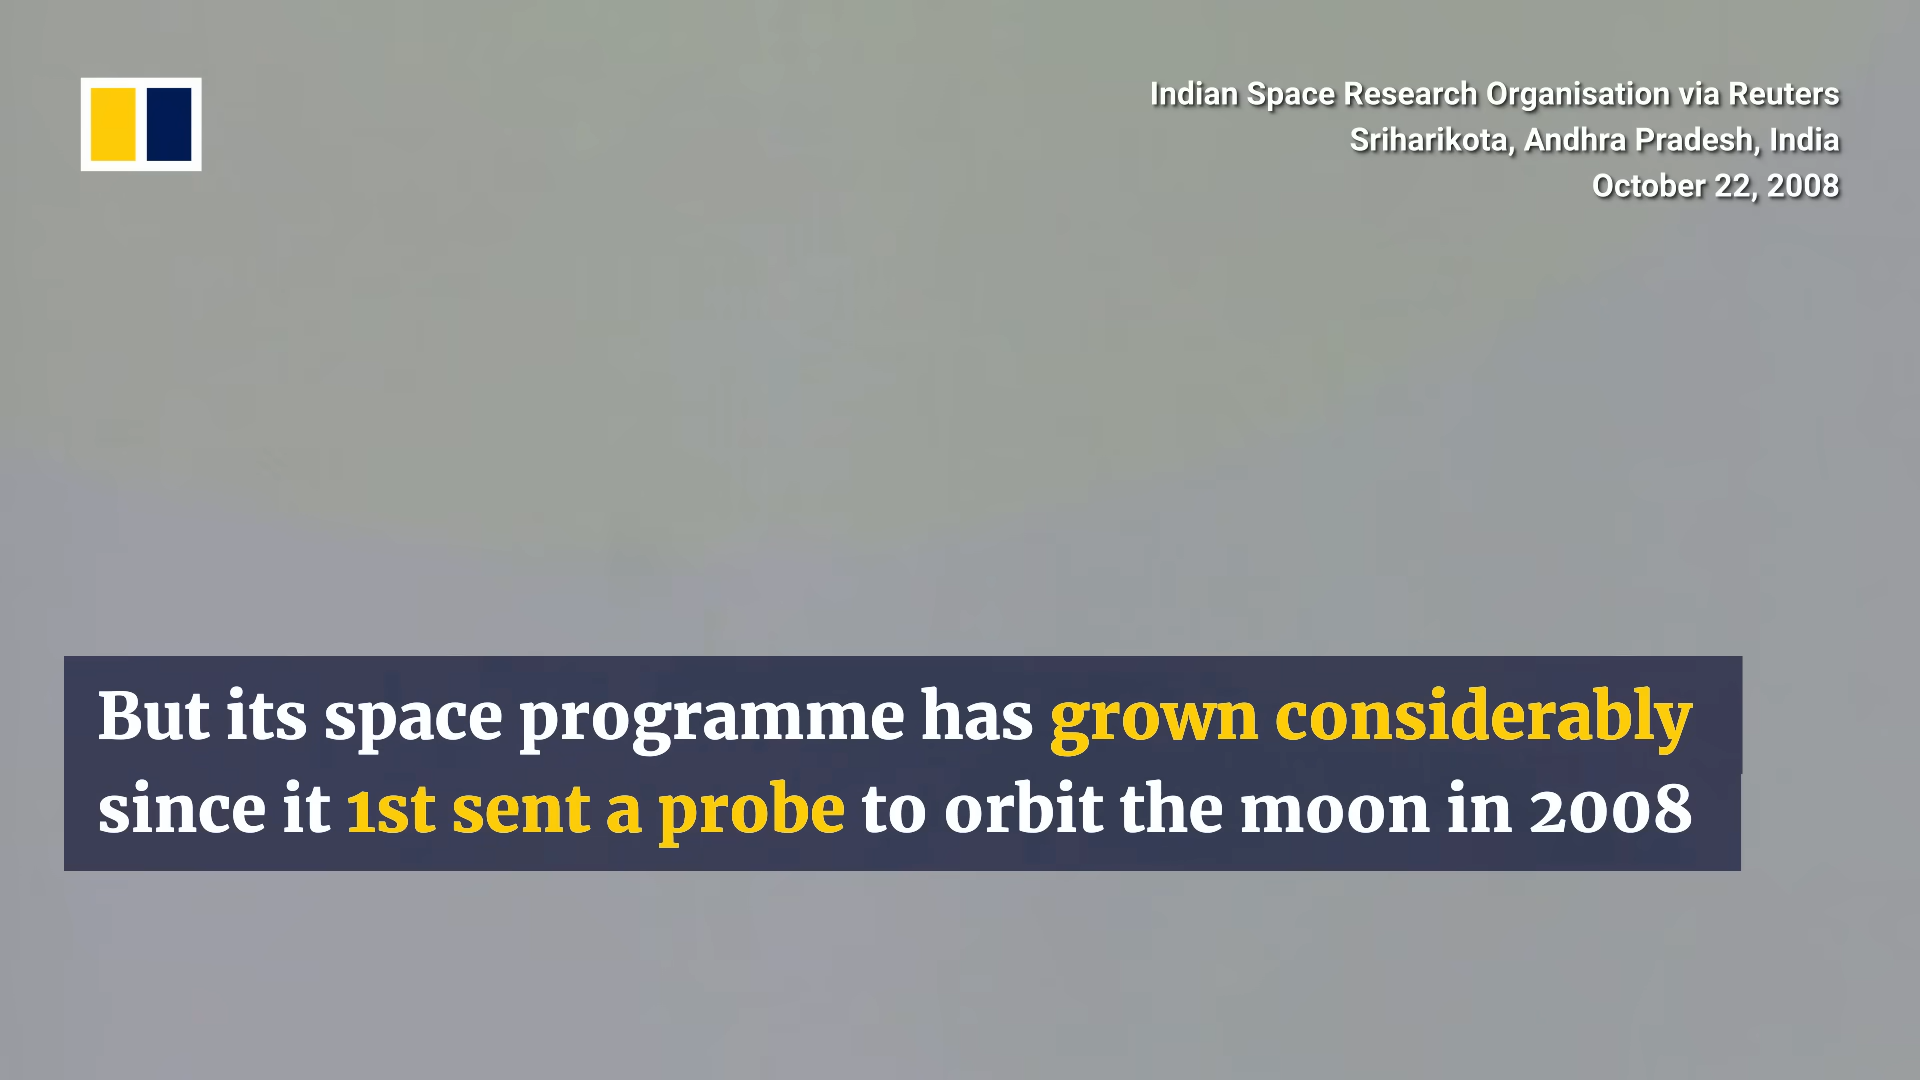 Indian Space Research Organisation via Reuters
Sriharikota, Andhra Pradesh, India
October 22, 2008
But its space programme has grown considerably
since it 1st sent a probe to orbit the moon in 2008